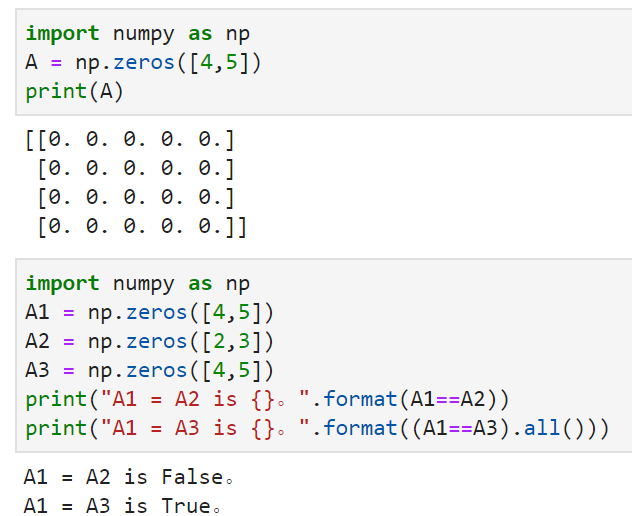 import numpy as np
A = np.zeros([4,5])
print(A)
[[0. 0. 0. 0. 0.]
 [0. 0. 0. 0. 0.]
 [0. 0. 0. 0. 0.]
 [0. 0. 0. 0. 0.]]
import numpy as np
A1 = np.zeros([4,5])
A2 = np.zeros([2,3])
A3 = np.zeros([4,5])
print("A1 = A2 is {}。".format(A1==A2))
print("A1 = A3 is {}。".format((A1==A3).all()))
A1 = A2 is False。
A1 = A3 is True。